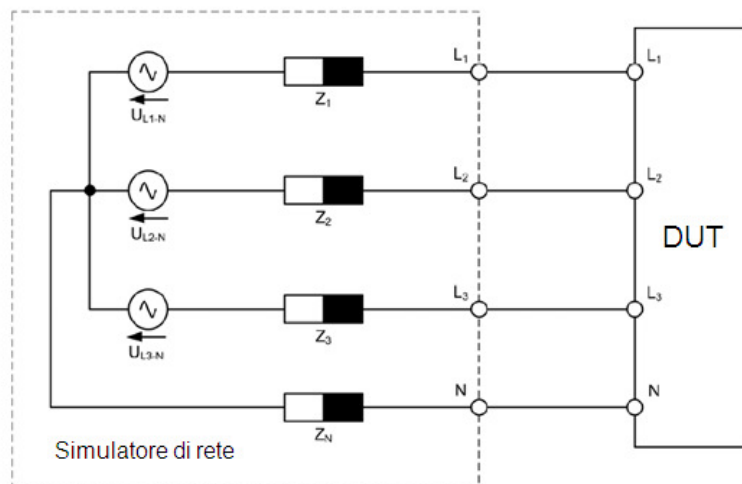 L1
L1
Z1
UL1-N
L2
L2
Z2
UL2-N
DUT
L3
L3
Z3
UL3-N
N
N
ZN
Simulatore di rete